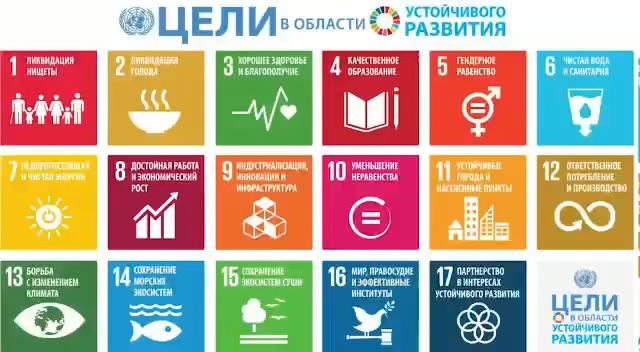 ЦЕЛИ В ОБЛАСТИ УСТОЙЧИВОГО
РАЗВИТИЯ
1 ЛИКВИДАЦИЯ
НИЩЕТЫ
2 ЛИКВИДАЦИЯ
ГОЛОДА
3 ХОРОШЕЕ ЗДОРОВЬЕ
И БЛАГОПОЛУЧИЕ
4 КАЧЕСТВЕННОЕ
ОБРАЗОВАНИЕ
5 ГЕНДЕРНОЕ
РАВЕНСТВО
6 ЧИСТАЯ ВОДА
И САНИТАРИЯ
7 НЕДОРОГОСТОЯЩАЯ
И ЧИСТАЯ ЭНЕРГИЯ
8 ДОСТОЙНАЯ РАБОТА
И ЭКОНОМИЧЕСКИЙ
РОСТ
9 ИНДУСТРИАЛИЗАЦИЯ,
ИННОВАЦИИ И
ИНФРАСТРУКТУРА
10 УМЕНЬШЕНИЕ
НЕРАВЕНСТВА
11 УСТОЙЧИВЫЕ
ГОРОДА И
НАСЕЛЕННЫЕ ПУНКТЫ
12 ОТВЕТСТВЕННОЕ
ПОТРЕБЛЕНИЕ
И ПРОИЗВОДСТВО
13 БОРЬБА
С ИЗМЕНЕНИЕМ
КЛИМАТА
14 СОХРАНЕНИЕ
МОРСКИХ
ЭКОСИСТЕМ
15 СОХРАНЕНИЕ
ЭКОСИСТЕМ СУШИ
16 МИР, ПРАВОСУДИЕ
И ЭФФЕКТИВНЫЕ
ИНСТИТУТЫ
17 ПАРТНЕРСТВО
В ИНТЕРЕСАХ
УСТОЙЧИВОГО РАЗВИТИЯ
ЦЕЛИ
В ОБЛАСТИ
УСТОЙЧИВОГО
РАЗВИТИЯ